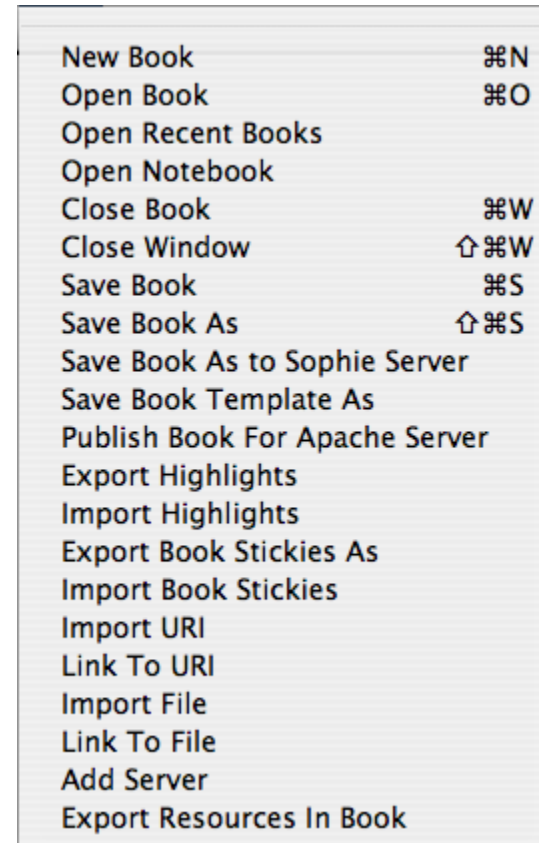 New Book ⌘N
Open Book ⌘O
Open Recent Books
Open Notebook
Close Book ⌘W
Close Window ⇧⌘W
Save Book ⌘S
Save Book As ⇧⌘S
Save Book As to Sophie Server
Save Book Template As
Publish Book For Apache Server
Export Highlights
Import Highlights
Export Book Stickies As
Import Book Stickies
Import URI
Link To URI
Import File
Link To File
Add Server
Export Resources In Book